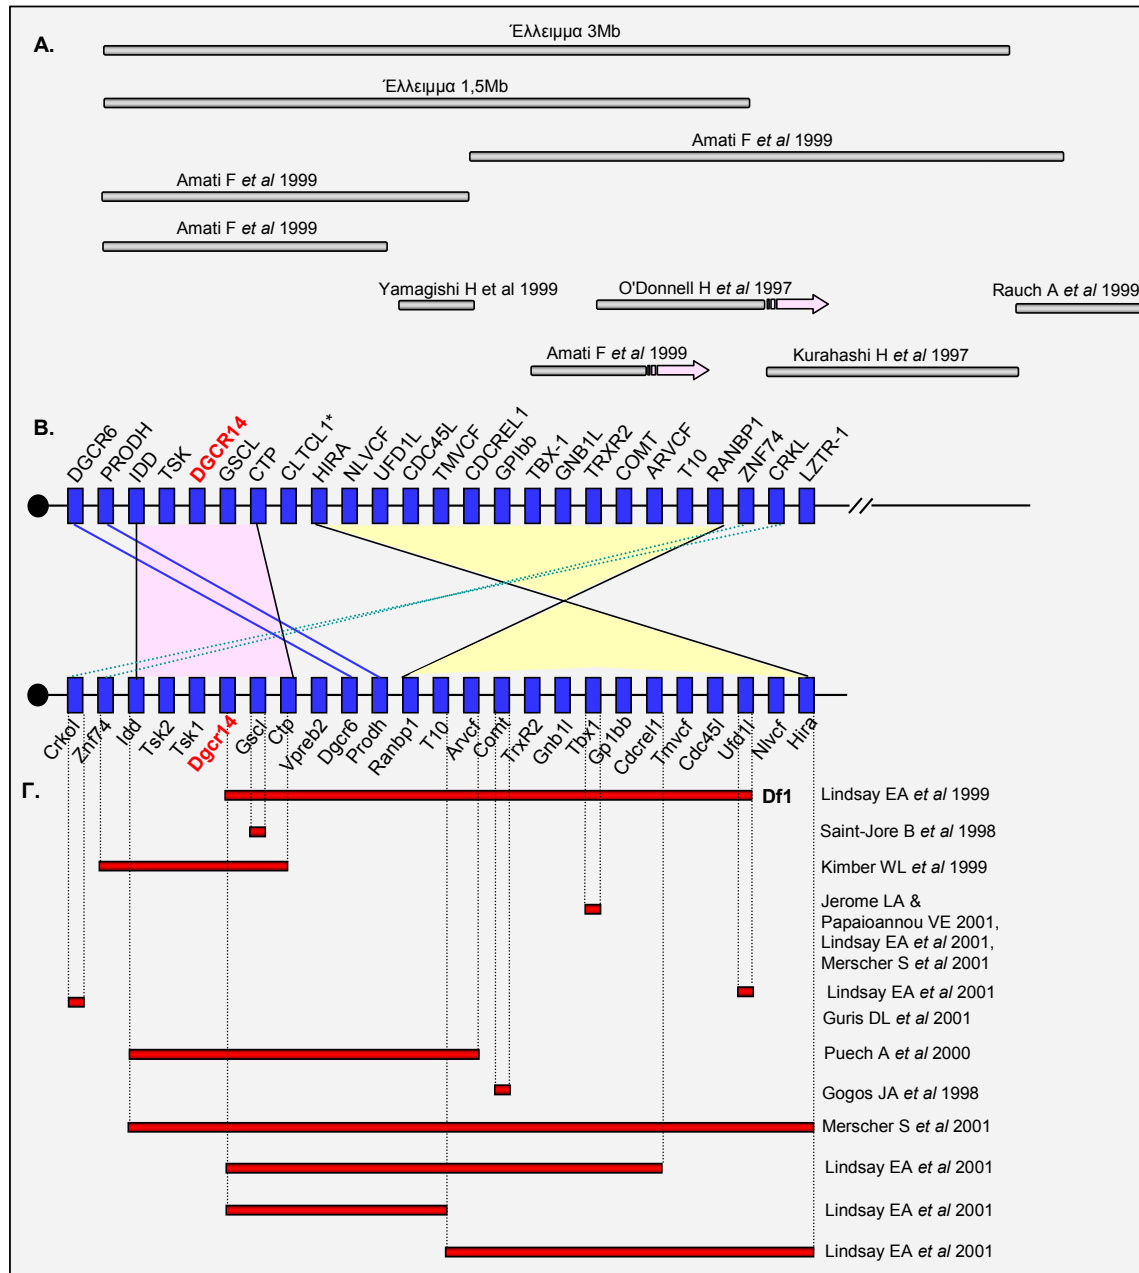 Α.
Έλλειμμα 3Mb
Έλλειμμα 1,5Mb
Amati F et al 1999
Amati F et al 1999
Amati F et al 1999
Yamagishi H et al 1999
O'Donnell H et al 1997
Rauch A et al 1999
Amati F et al 1999
Kurahashi H et al 1997
Β.
DGCR6
PRODH
IDD
TSK
DGCR14
GSCL
CTP
CLTCL1*
HIRA
NLVCF
UFD1L
CDC45L
TMVCF
CDCREL1
GPIbb
TBX-1
GNB1L
TRXR2
COMT
ARVCF
T10
RANBP1
ZNF74
CRKL
LZTR-1
//
Crkol
Znf74
Idd
Tsk2
Tsk1
Dgcr14
Gscl
Ctp
Vpreb2
Dgcr6
Prodh
Ranbp1
T10
Arvcf
Comt
TrxR2
Gnb1l
Tbx1
Gp1bb
Cdcrel1
Tmvcf
Cdc45l
Ufd1l
Nlvcf
Hira
Γ.
Df1
Lindsay EA et al 1999
Saint-Jore B et al 1998
Kimber WL et al 1999
Jerome LA &
Papaioannou VE 2001,
Lindsay EA et al 2001,
Merscher S et al 2001
Lindsay EA et al 2001
Guris DL et al 2001
Puech A et al 2000
Gogos JA et al 1998
Merscher S et al 2001
Lindsay EA et al 2001
Lindsay EA et al 2001
Lindsay EA et al 2001